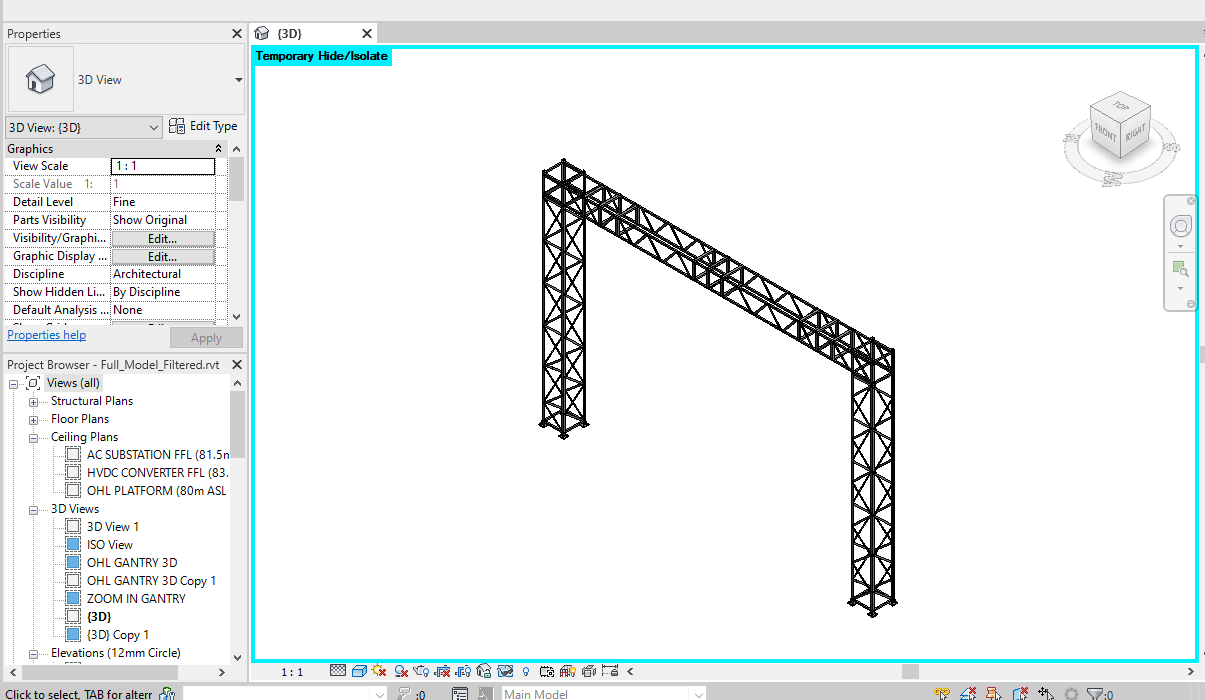 Properties
3D View
3D View: {3D}
Edit Type
Graphics
View Scale
1 : 1
Scale Value 1:
1
Detail Level
Fine
Parts Visibility
Show Original
Visibility/Graphi...
Edit...
Graphic Display ...
Edit...
Discipline
Architectural
Show Hidden Li...
By Discipline
Default Analysis ...
None
Properties help
Apply
Project Browser - Full_Model_Filtered.rvt
Views (all)
Structural Plans
Floor Plans
Ceiling Plans
AC SUBSTATION FFL (81.5m
HVDC CONVERTER FFL (83.
OHL PLATFORM (80m ASL
3D Views
3D View 1
ISO View
OHL GANTRY 3D
OHL GANTRY 3D Copy 1
ZOOM IN GANTRY
{3D}
{3D} Copy 1
Elevations (12mm Circle)
{3D}
Temporary Hide/Isolate
TOP
FRONT
RIGHT
1 : 1
Click to select, TAB for altern
:0
Main Model
:0